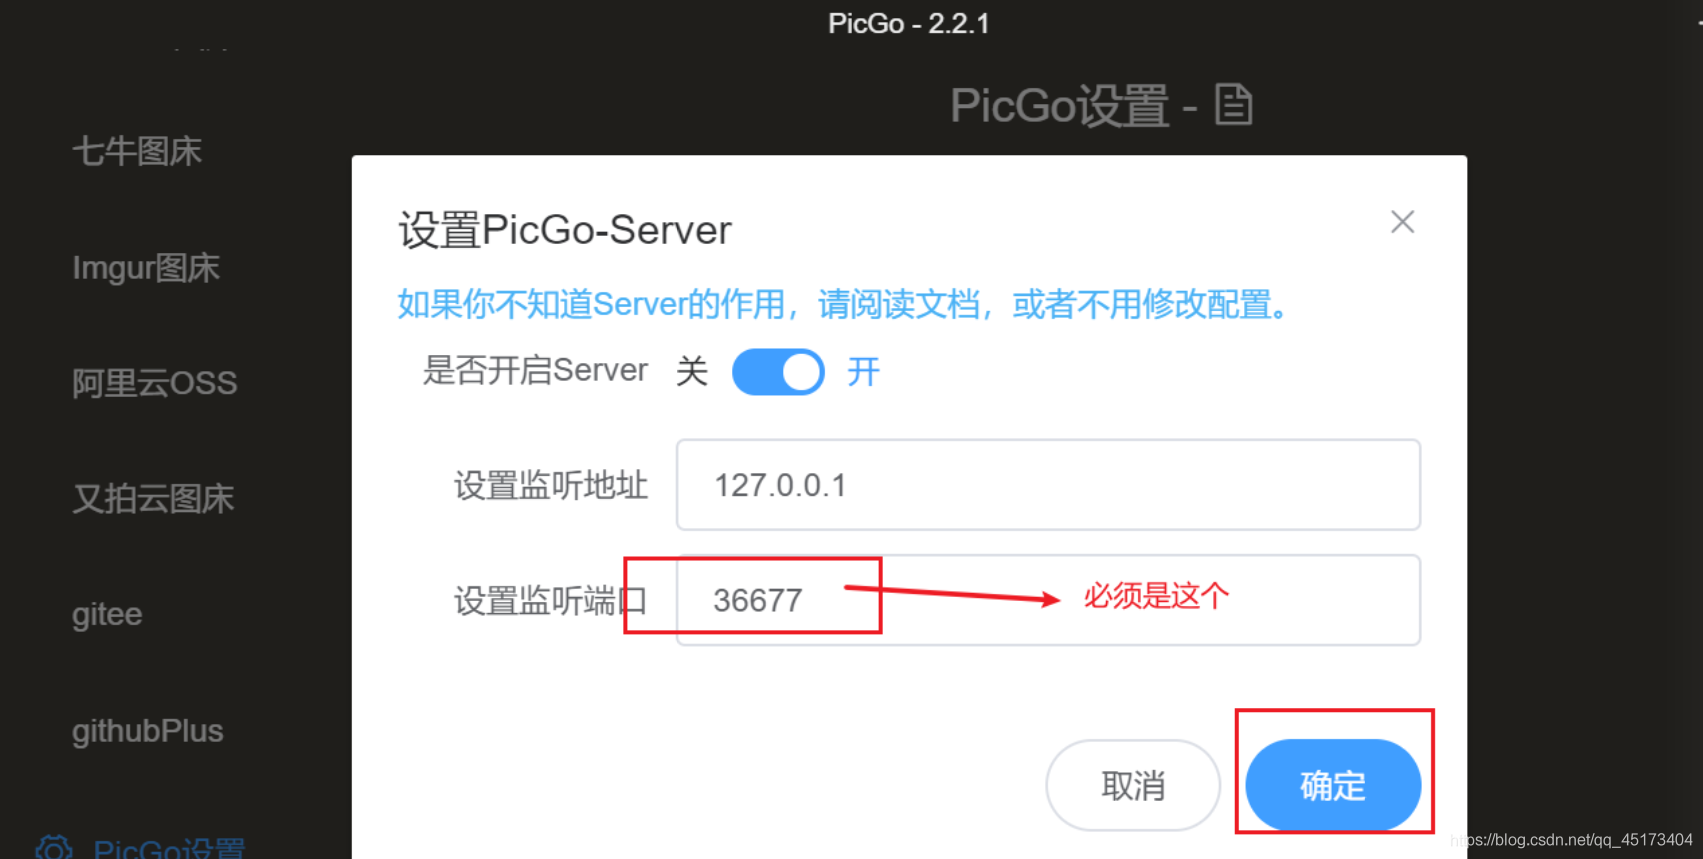 PicGo - 2.2.1
PicGo设置 -
七牛图床
Imgur图床
阿里云OSS
又拍云图床
gitee
githubPlus
PicGo设置
设置PicGo-Server
如果你不知道Server的作用，请阅读文档，或者不用修改配置。
是否开启Server 关 开
设置监听地址 127.0.0.1
设置监听端口 36677 必须是这个
取消 确定
https://blog.csdn.net/qq_45173404